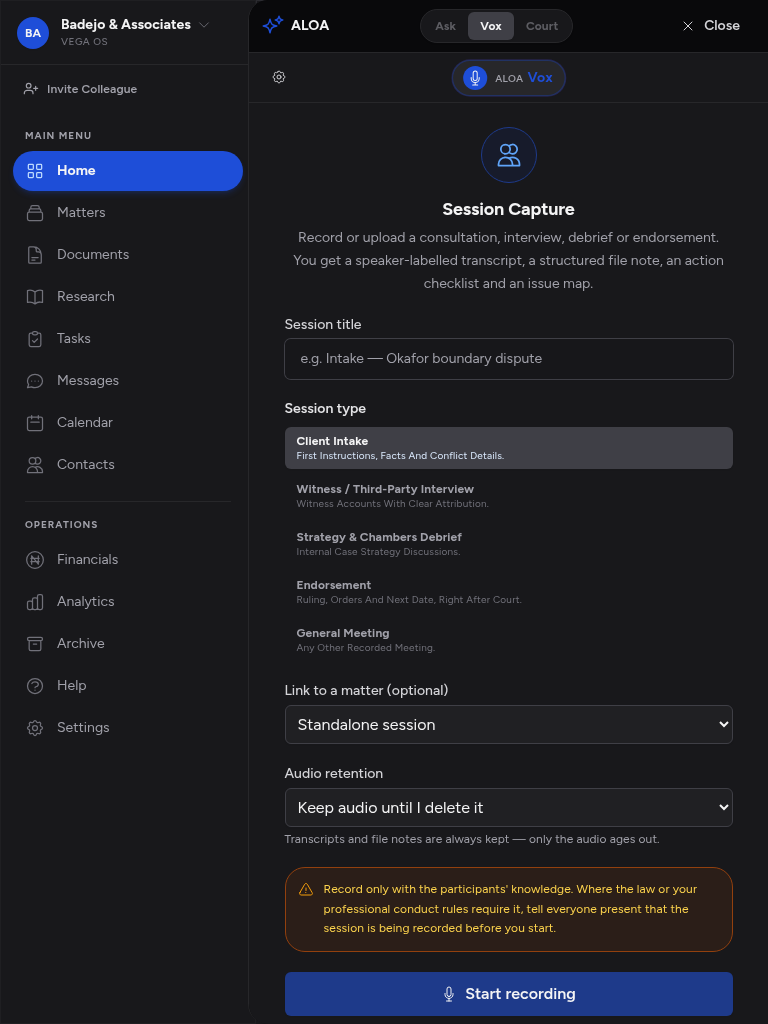 BA
Badejo & Associates
VEGA OS
Invite Colleague
MAIN MENU
Home
Matters
Documents
Research
Tasks
Messages
Calendar
Contacts
OPERATIONS
Financials
Analytics
Archive
Help
Settings
ALOA
Ask
Vox
Court
Close
ALOA Vox
Session Capture
Record or upload a consultation, interview, debrief or endorsement.
You get a speaker-labelled transcript, a structured file note, an action
checklist and an issue map.
Session title
e.g. Intake — Okafor boundary dispute
Session type
Client Intake
First Instructions, Facts And Conflict Details.
Witness / Third-Party Interview
Witness Accounts With Clear Attribution.
Strategy & Chambers Debrief
Internal Case Strategy Discussions.
Endorsement
Ruling, Orders And Next Date, Right After Court.
General Meeting
Any Other Recorded Meeting.
Link to a matter (optional)
Standalone session
Audio retention
Keep audio until I delete it
Transcripts and file notes are always kept — only the audio ages out.
Record only with the participants' knowledge. Where the law or your
professional conduct rules require it, tell everyone present that the
session is being recorded before you start.
Start recording